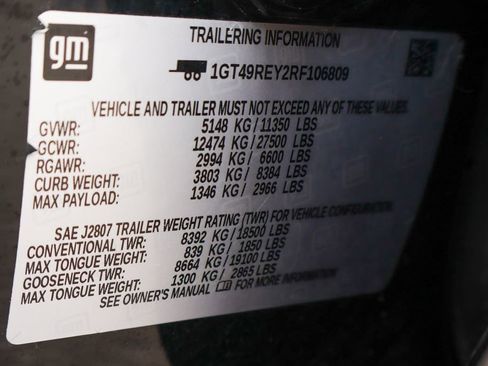 gm
TRAILERING INFORMATION
1GT49REY2RF106809
VEHICLE AND TRAILER MUST NOT EXCEED ANY OF THESE VALUES
GVWR: 5148 KG/11350 LBS
GCWR: 12474 KG/27500 LBS
RGAWR: 2994 KG/ 6600 LBS
CURB WEIGHT: 3803 KG/ 8384 LBS
MAX PAYLOAD: 1346 KG/ 2966 LBS
SAE J2807 TRAILER WEIGHT RATING (TWR) FOR VEHICLE CONFIGURATION:
CONVENTIONAL TWR: 8392 KG/18500 LBS
MAX TONGUE WEIGHT: 839 KG/ 1850 LBS
GOOSENECK TWR: 8664 KG/19100 LBS
MAX TONGUE WEIGHT: 1300 KG/ 2865 LBS
SEE OWNER'S MANUAL FOR MORE INFORMATION